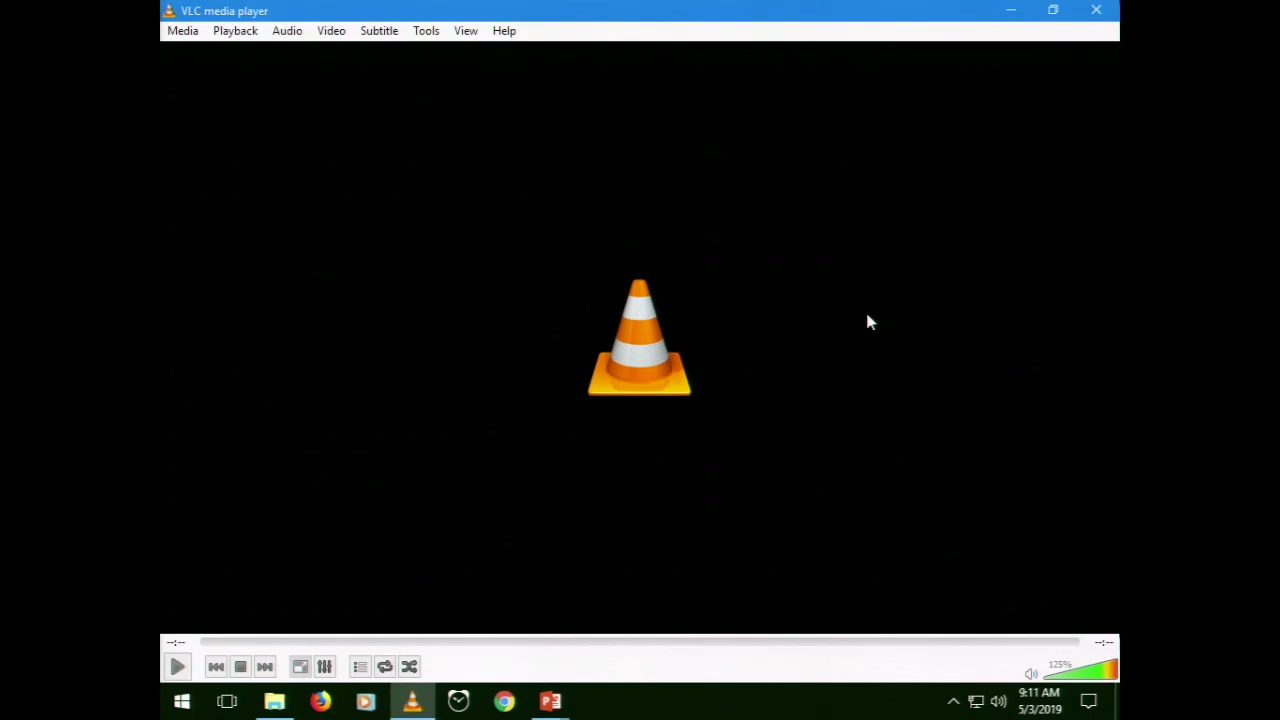 VLC media player
Media Playback Audio Video Subtitle Tools View Help
--:-- --:--
125%
9:11 AM
5/3/2019